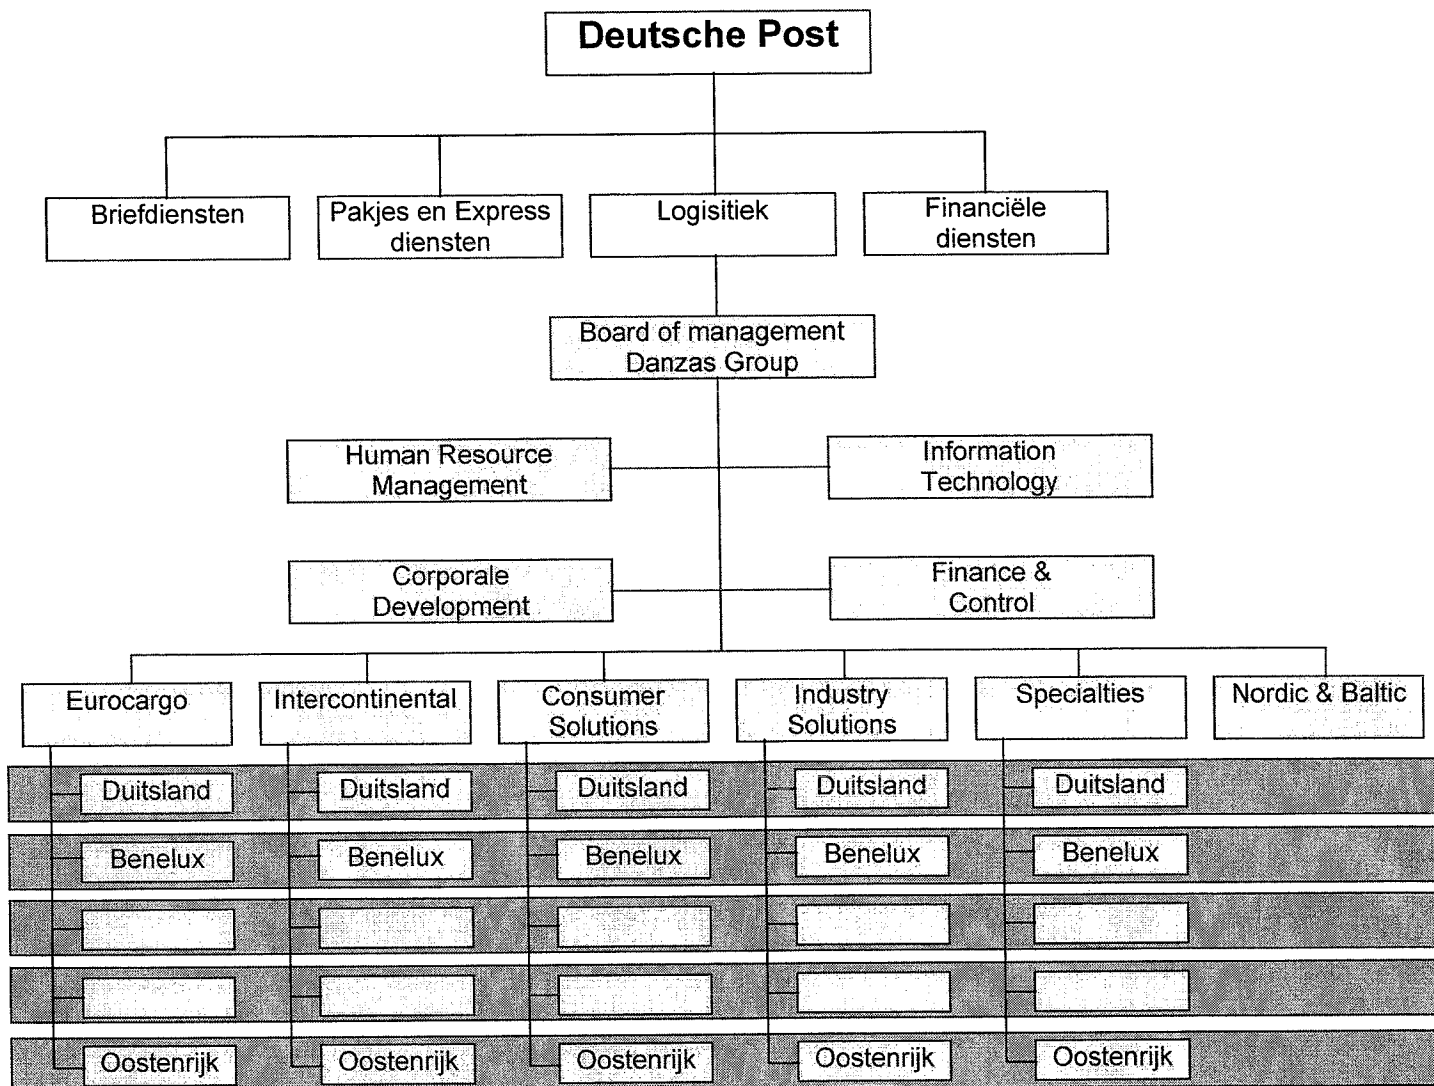 Deutsche Post
Briefdiensten
Pakjes en Express
diensten
Logisitiek
Financiële
diensten
Board of management
Danzas Group
Human Resource
Management
Information
Technology
Corporale
Development
Finance &
Control
Eurocargo
Intercontinental
Consumer
Solutions
Industry
Solutions
Specialties
Nordic & Baltic
Duitsland
Duitsland
Duitsland
Duitsland
Duitsland
Benelux
Benelux
Benelux
Benelux
Benelux
Oostenrijk
Oostenrijk
Oostenrijk
Oostenrijk
Oostenrijk